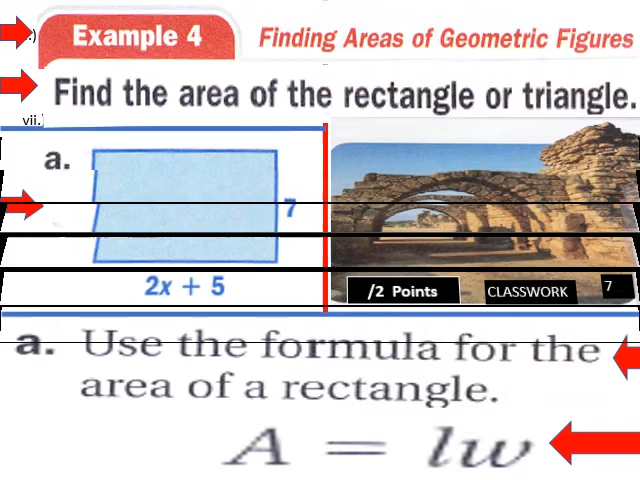 .)
Example 4 Finding Areas of Geometric Figures
Find the area of the rectangle or triangle.
vii.)
a.
7
2x + 5
/2 Points CLASSWORK 7
a. Use the formula for the
area of a rectangle.
A = lw